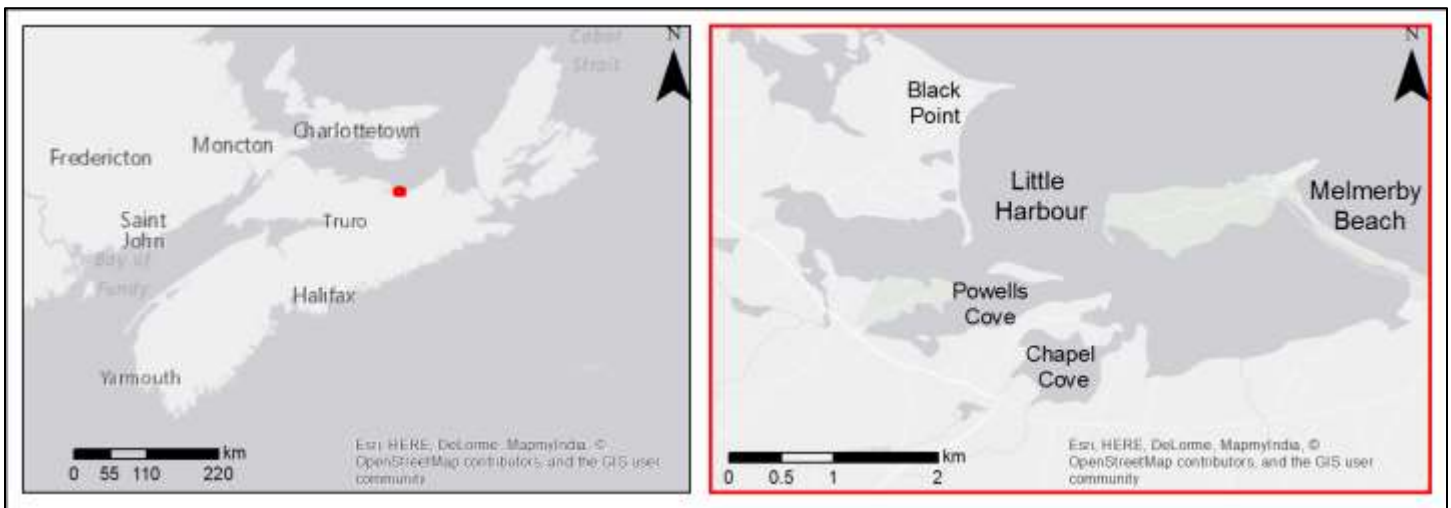 N
Cabot
Strait
Charlottetown
Moncton
Fredericton
Truro
Saint
John
Bay of
Fundy
Halifax
Yarmouth
km
0 55 110 220
Esri, HERE, DeLorme, MapmyIndia, ©
OpenStreetMap contributors, and the GIS user
community
N
Black
Point
Little
Harbour
Melmerby
Beach
Powells
Cove
Chapel
Cove
km
0 0.5 1 2
Esri, HERE, DeLorme, MapmyIndia, ©
OpenStreetMap contributors, and the GIS user
community